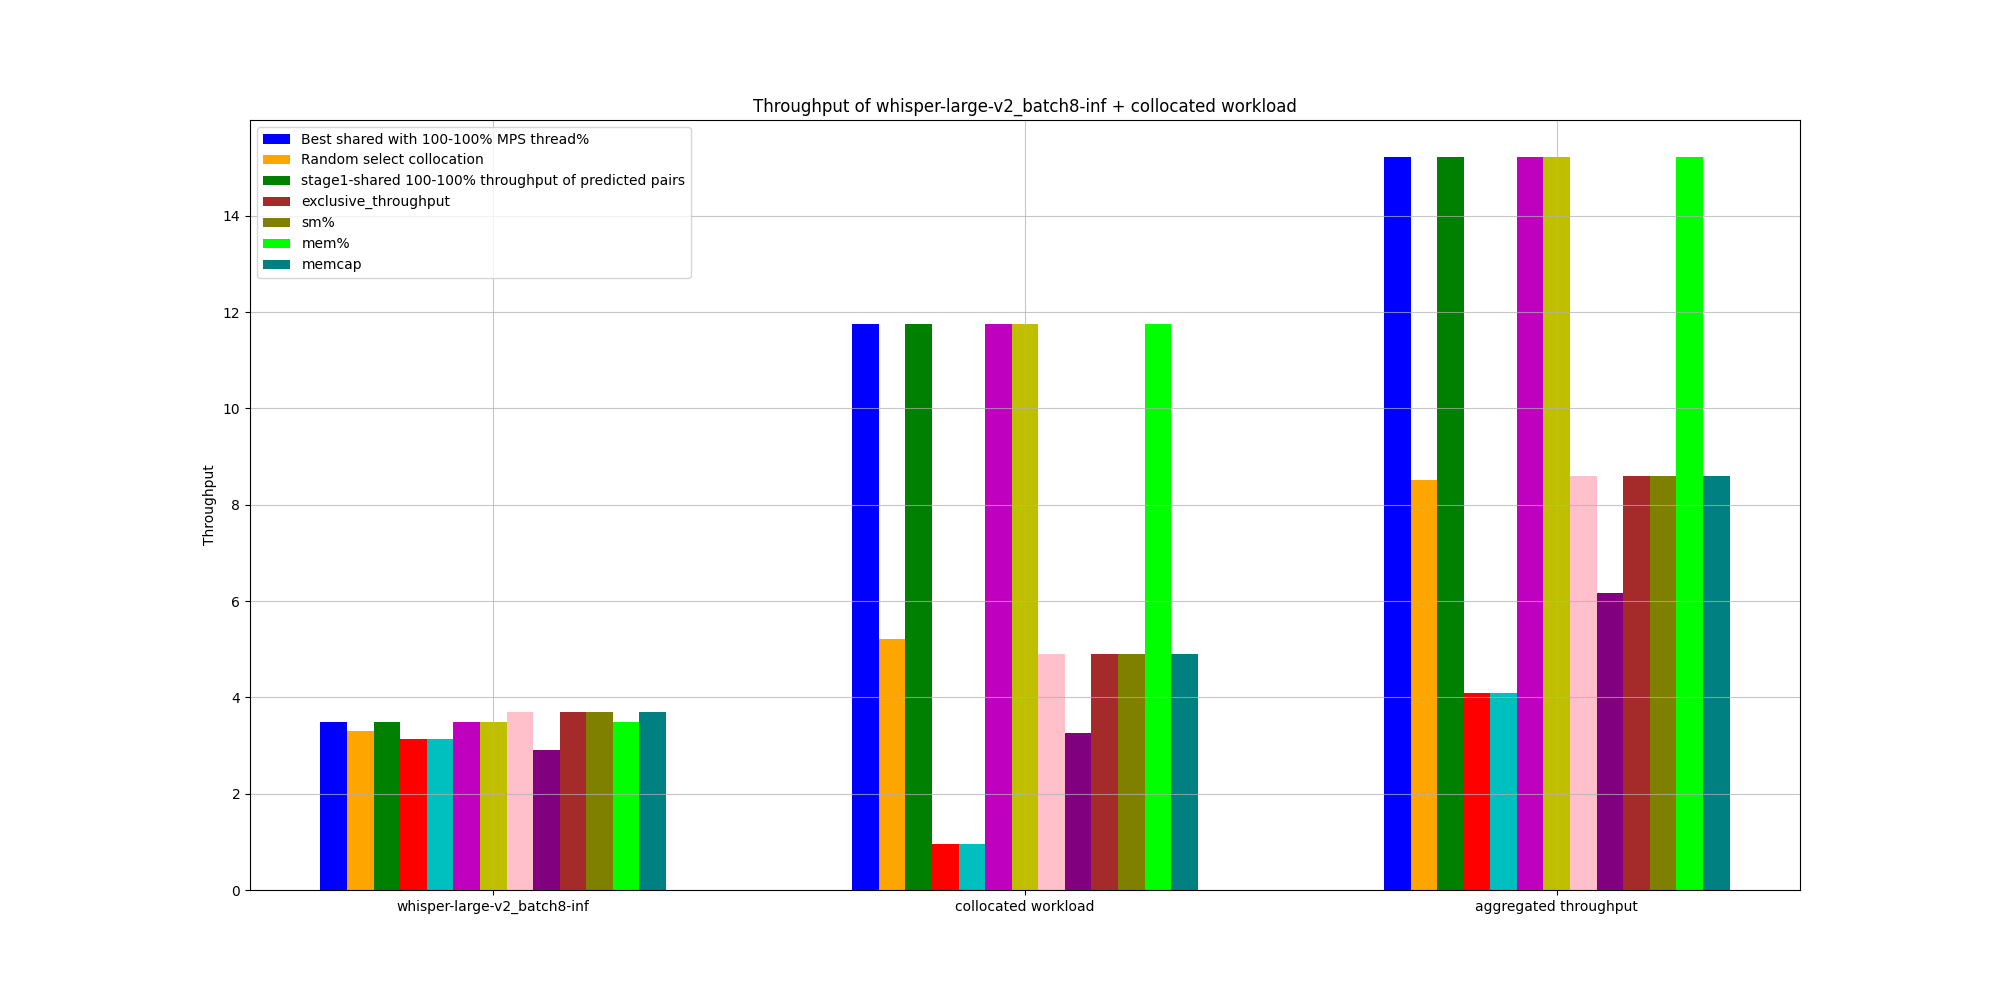 Throughput of whisper-large-v2_batch8-inf + collocated workload
Best shared with 100-100% MPS thread%
Random select collocation
stage1-shared 100-100% throughput of predicted pairs
exclusive_throughput
sm%
mem%
memcap
Throughput
14
12
10
8
6
4
2
0
whisper-large-v2_batch8-inf
collocated workload
aggregated throughput